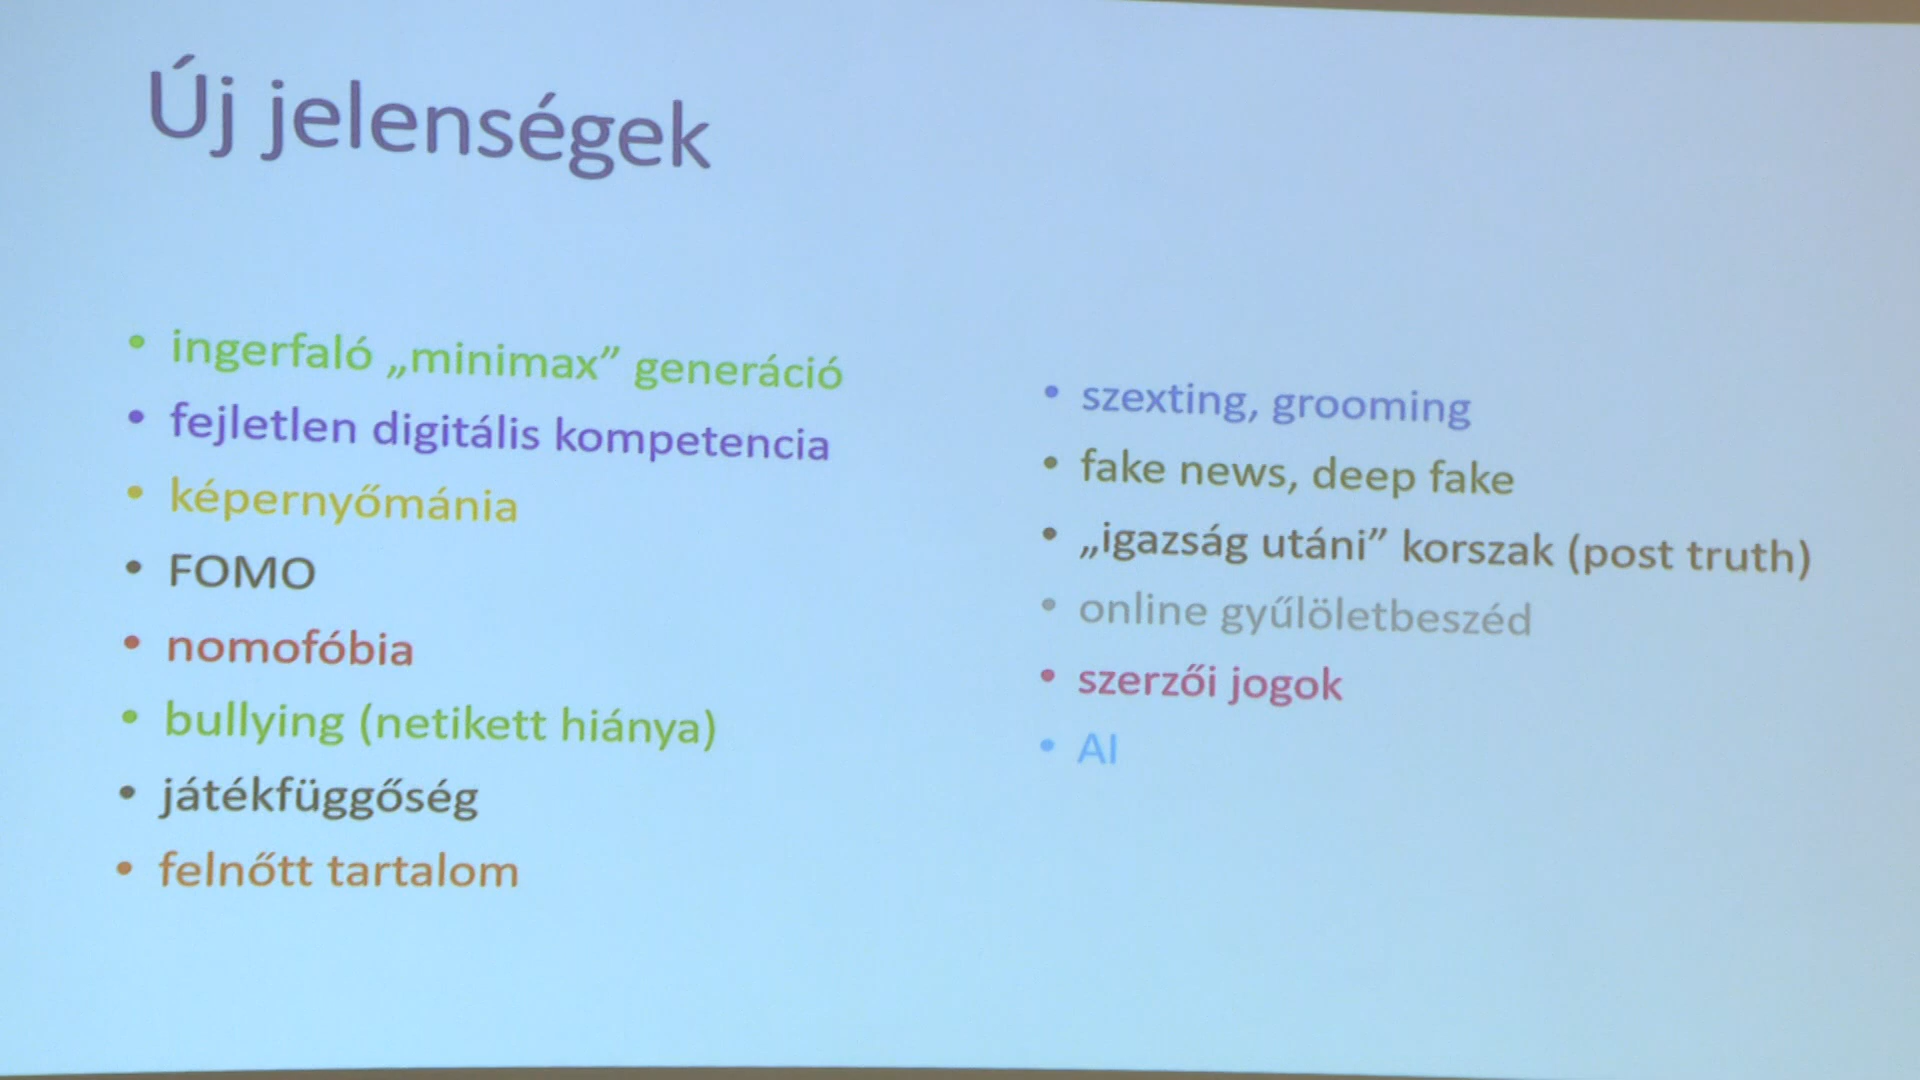 Új jelenségek
• ingerfaló „minimax” generáció
• fejletlen digitális kompetencia
• képernyőmánia
• FOMO
• nomofóbia
• bullying (netikett hiánya)
• játékfüggőség
• felnőtt tartalom
• szexting, grooming
• fake news, deep fake
• „igazság utáni” korszak (post truth)
• online gyűlöletbeszéd
• szerzői jogok
• AI